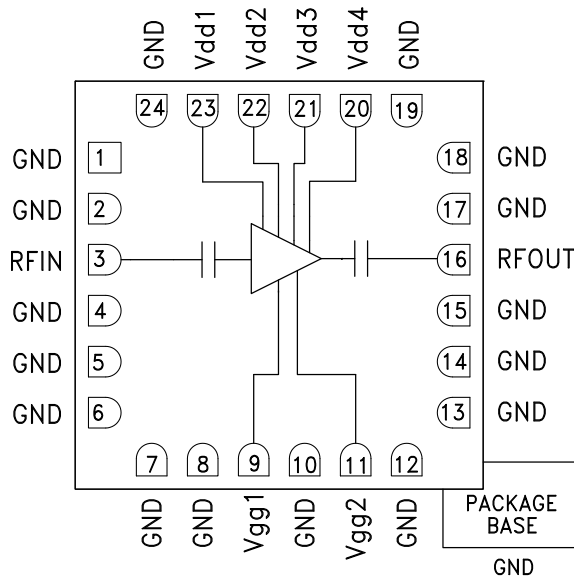 GND Vdd1 Vdd2 Vdd3 Vdd4 GND
24 23 22 21 20 19
GND 1 18 GND
GND 2 17 GND
RFIN 3 16 RFOUT
GND 4 15 GND
GND 5 14 GND
GND 6 13 GND
7 8 9 10 11 12
GND GND Vgg1 GND Vgg2 GND
PACKAGE
BASE
GND